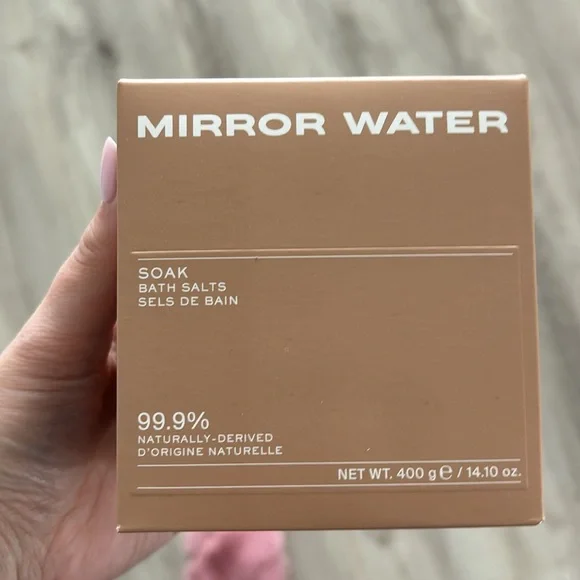 MIRROR WATER
SOAK
BATH SALTS
SELS DE BAIN
99.9%
NATURALLY-DERIVED
D'ORIGINE NATURELLE
NET WT. 400 g ℮ / 14.10 oz.